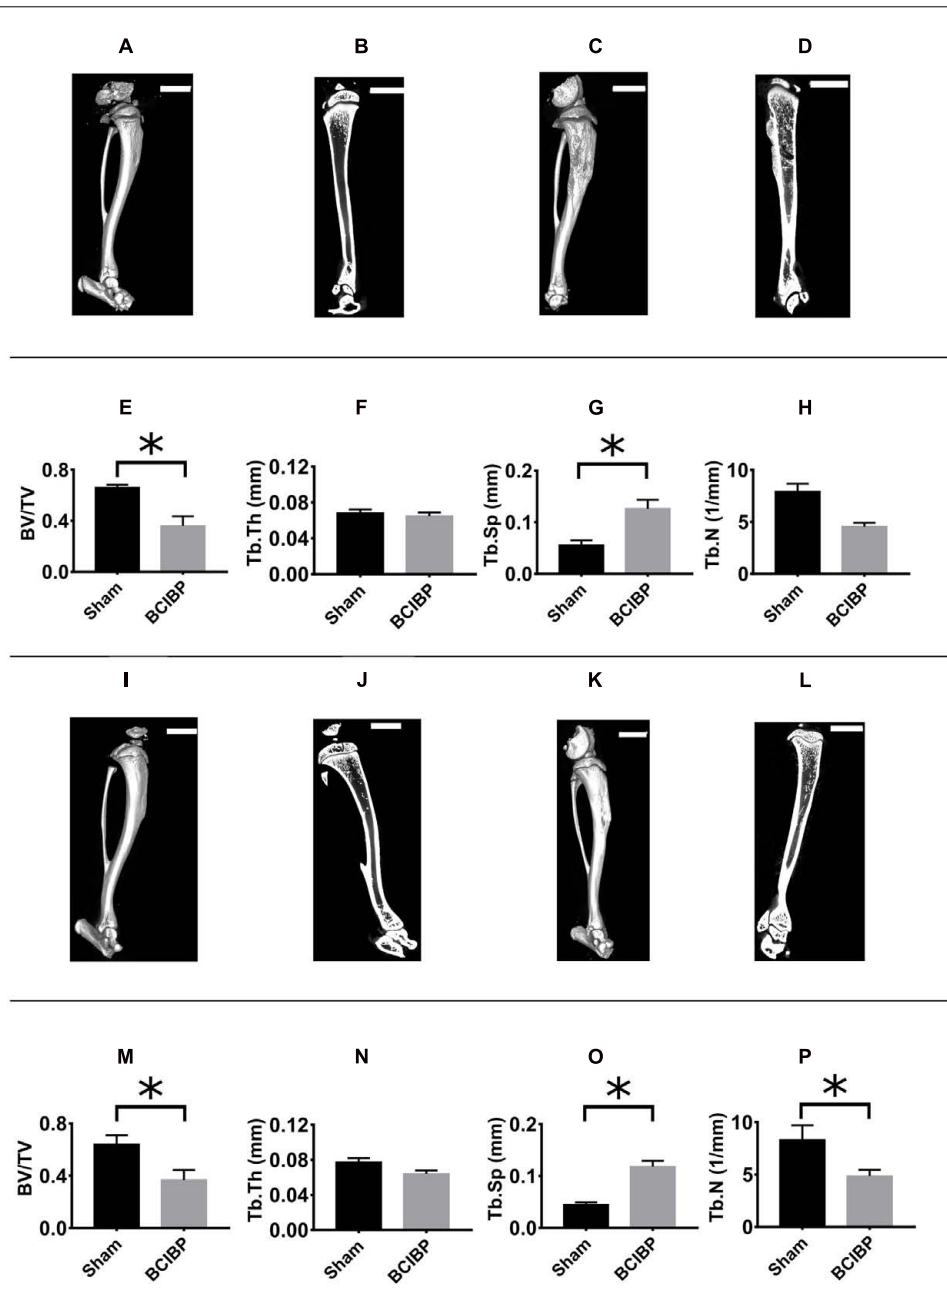 A B C D
E F G H
*
*
BV/TV
0.8
0.4
0.0
Sham
BCIBP
Tb.Th (mm)
0.12
0.08
0.04
0.00
Sham
BCIBP
Tb.Sp (mm)
0.2
0.1
0.0
Sham
BCIBP
Tb.N (1/mm)
10
5
0
Sham
BCIBP
I J K L
M N O P
*
*
*
BV/TV
0.8
0.4
0.0
Sham
BCIBP
Tb.Th (mm)
0.12
0.08
0.04
0.00
Sham
BCIBP
Tb.Sp (mm)
0.2
0.1
0.0
Sham
BCIBP
Tb.N (1/mm)
10
5
0
Sham
BCIBP